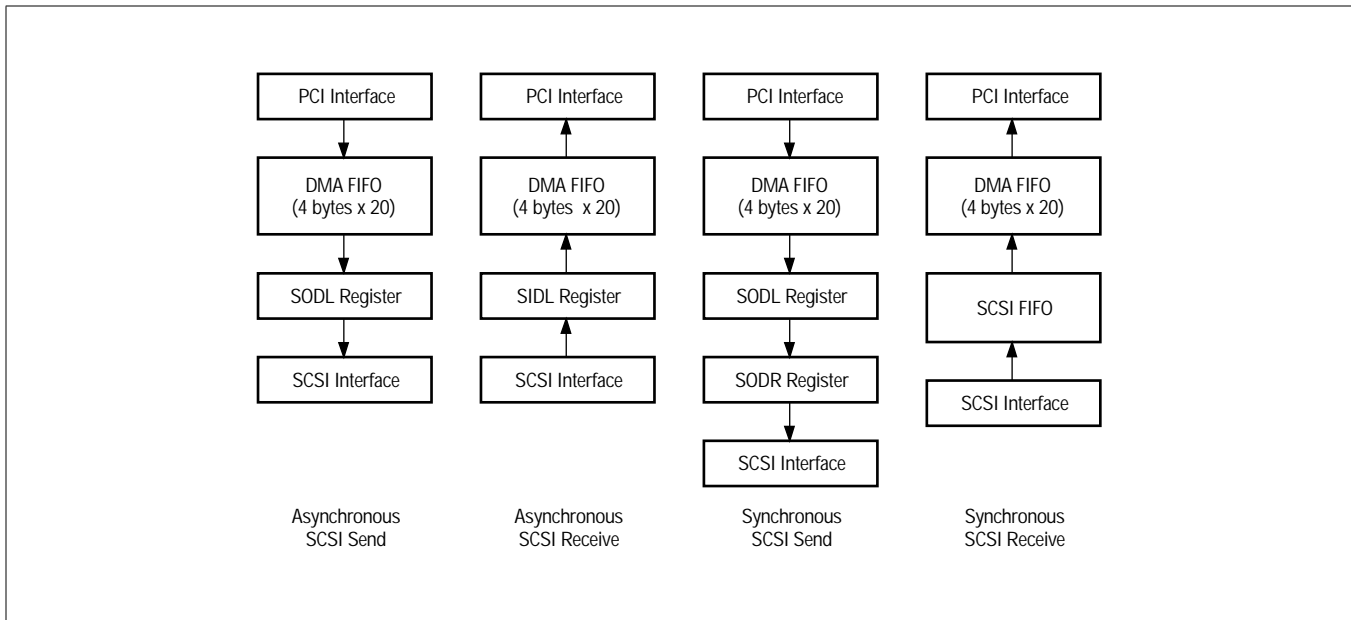 PCI Interface
DMA FIFO
(4 bytes x 20)
SODL Register
SCSI Interface
Asynchronous
SCSI Send
PCI Interface
DMA FIFO
(4 bytes x 20)
SIDL Register
SCSI Interface
Asynchronous
SCSI Receive
PCI Interface
DMA FIFO
(4 bytes x 20)
SODL Register
SODR Register
SCSI Interface
Synchronous
SCSI Send
PCI Interface
DMA FIFO
(4 bytes x 20)
SCSI FIFO
SCSI Interface
Synchronous
SCSI Receive